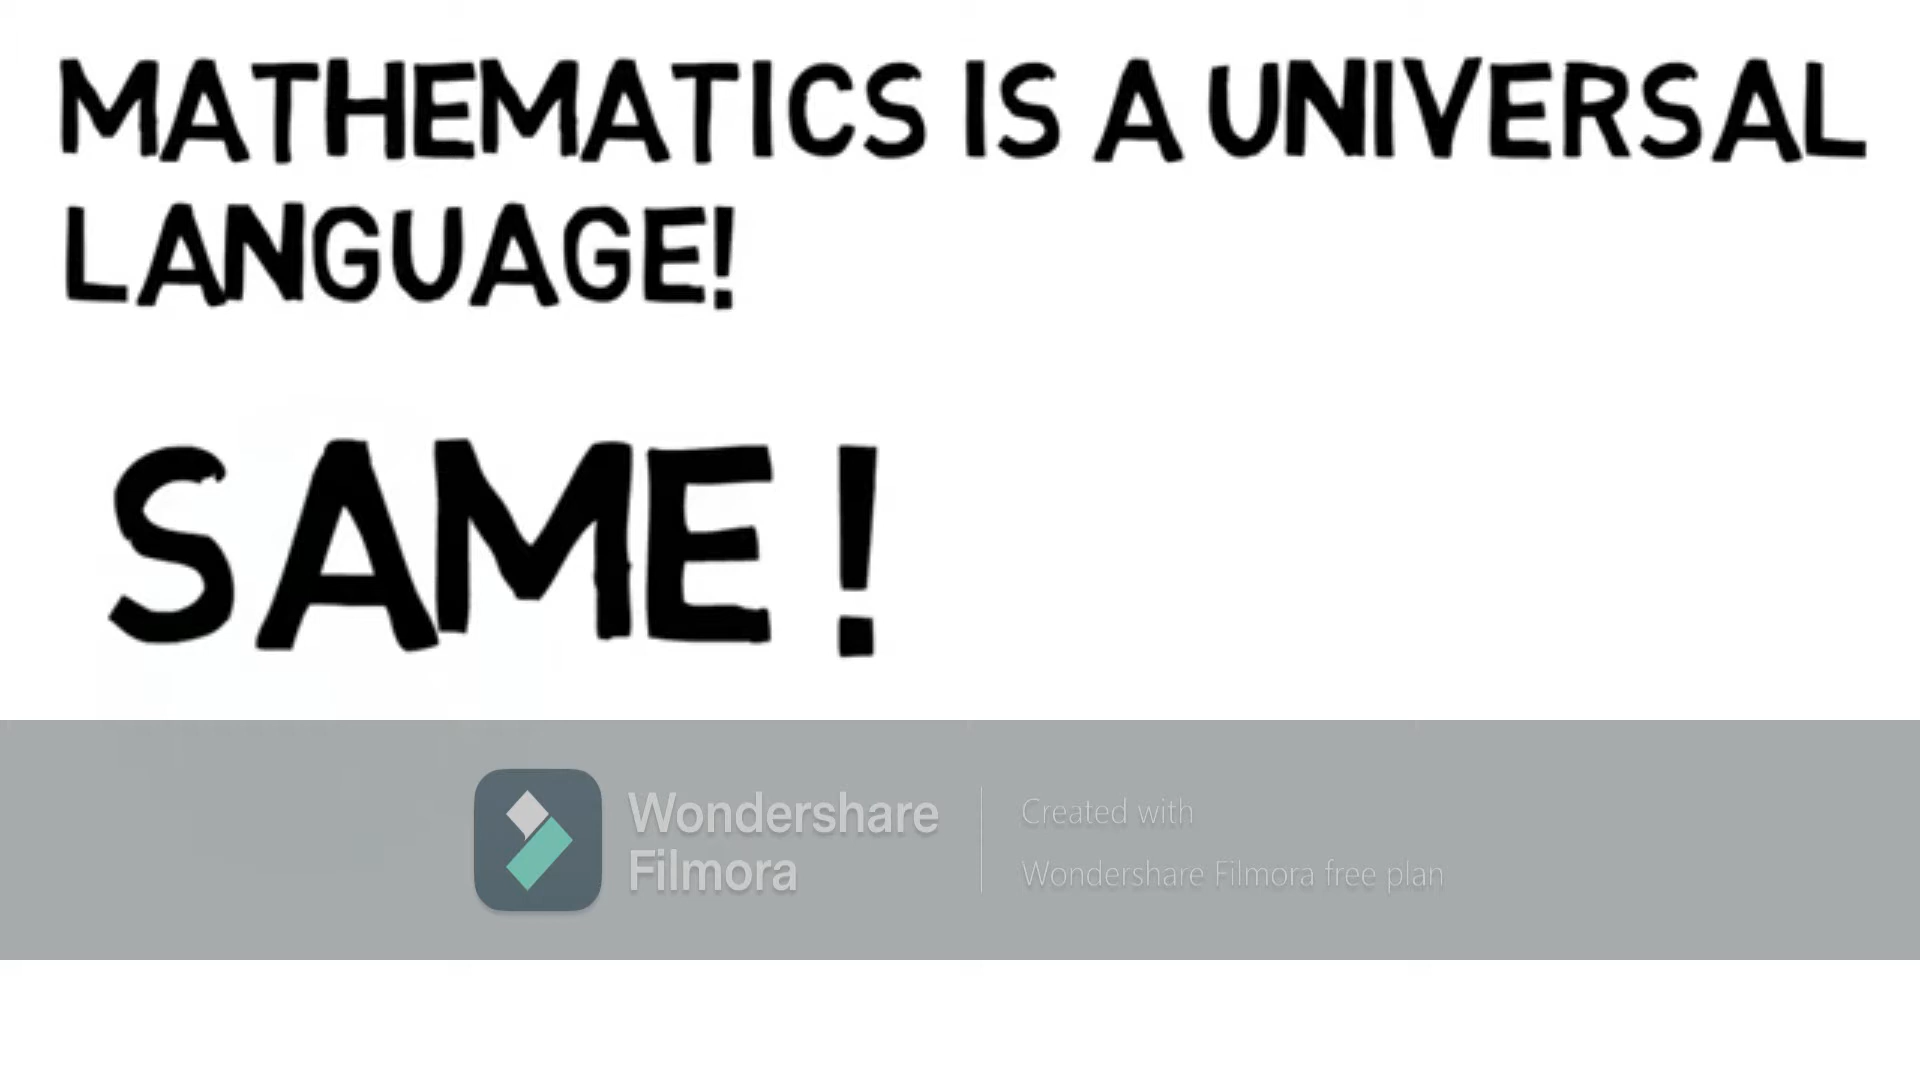 MATHEMATICS IS A UNIVERSAL
LANGUAGE!
SAME !
Wondershare
Filmora
Created with
Wondershare Filmora free plan